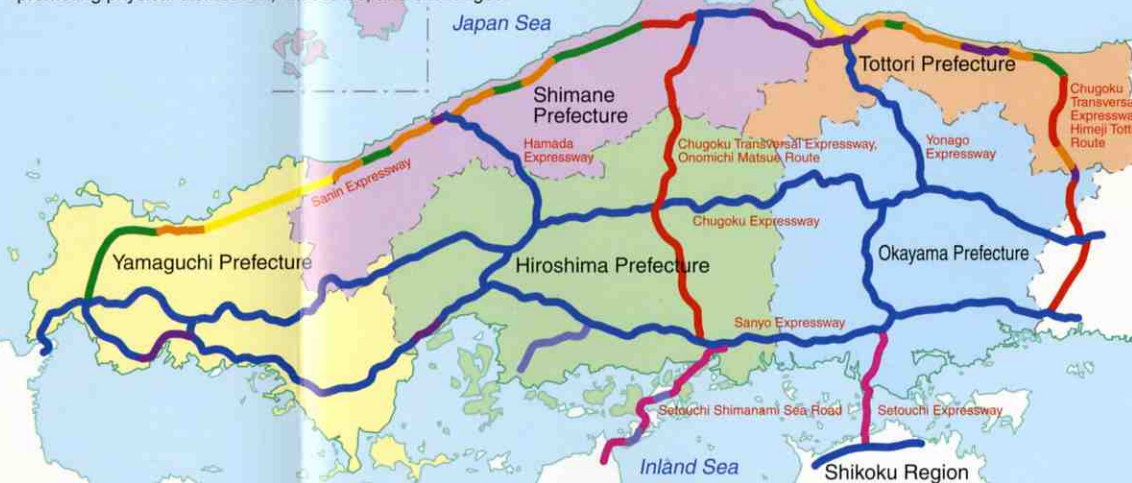 Japan Sea
Tottori Prefecture
Shimane
Prefecture
Chugoku
Transversal
Himeji
Route
Hamada
Expressway
Chugoku Transversal Expressway,
Onomichi Matsue Route
Yonago
Expressway
Sanin Expressway
Chugoku Expressway
Yamaguchi Prefecture
Hiroshima Prefecture
Okayama Prefecture
Sanyo Expressway
Setouchi Shimanami Sea Road
Setouchi Expressway
Inland Sea
Shikoku Region